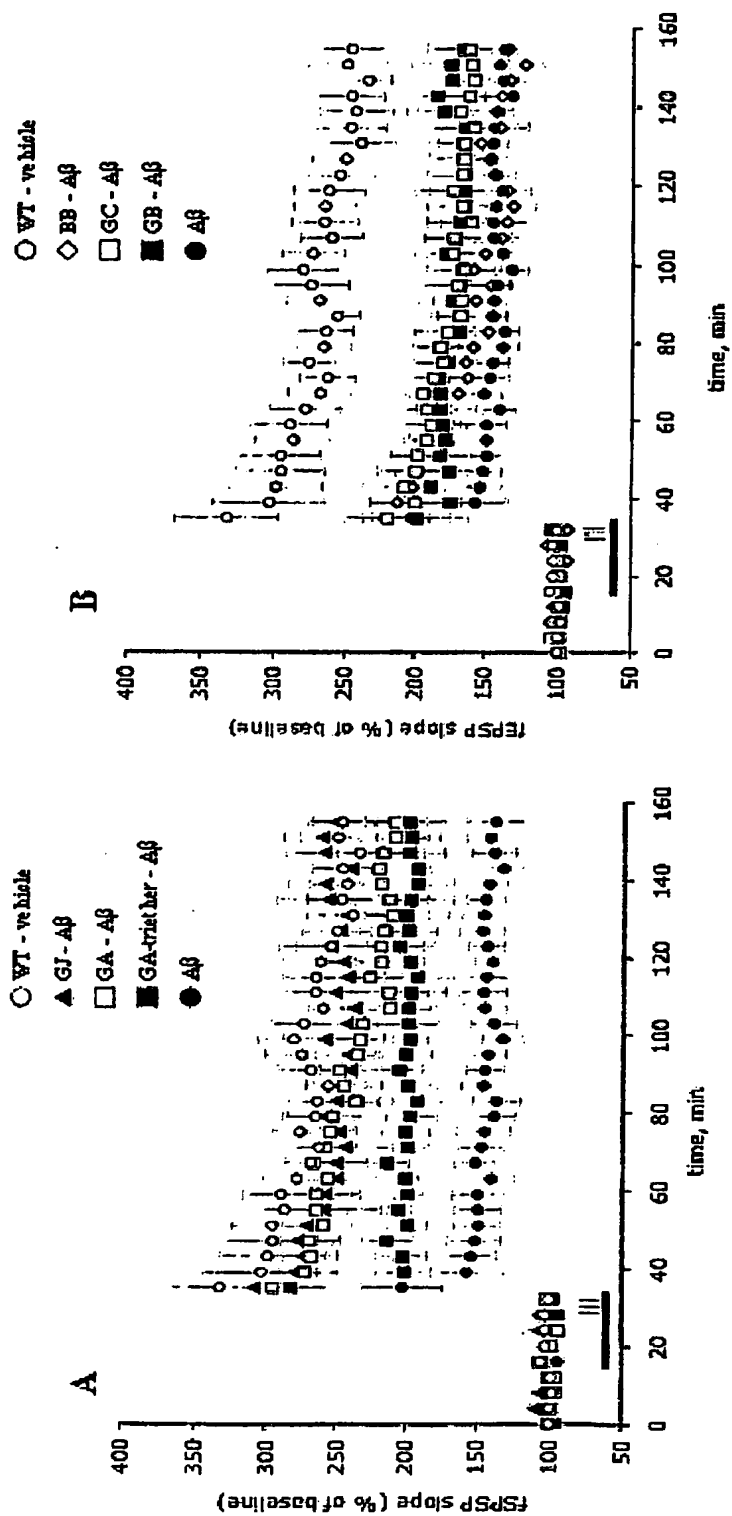 A
○ WT - vehicle
▲ GJ - Aβ
□ GA - Aβ
■ GA-triether - Aβ
● Aβ
fSPSP slope (% of baseline)
400
350
300
250
200
150
100
50
0 20 40 60 80 100 120 140 160
time, min
III
B
○ WT - vehicle
◇ BB - Aβ
□ GC - Aβ
■ GB - Aβ
● Aβ
fEPSP slope (% of baseline)
400
350
300
250
200
150
100
50
0 20 40 60 80 100 120 140 160
time, min
III